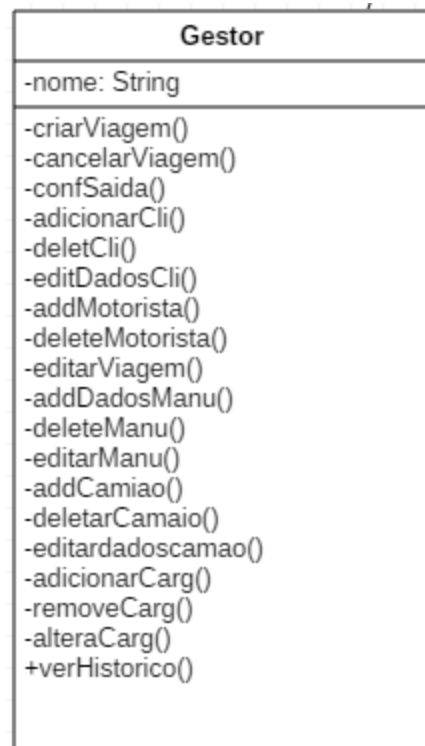 Gestor
-nome: String
-criarViagem()
-cancelarViagem()
-confSaida()
-adicionarCli()
-deletCli()
-editDadosCli()
-addMotorista()
-deleteMotorista()
-editarViagem()
-addDadosManu()
-deleteManu()
-editarManu()
-addCamiao()
-deletarCamaio()
-editardadoscamao()
-adicionarCarg()
-removeCarg()
-alteraCarg()
+verHistorico()